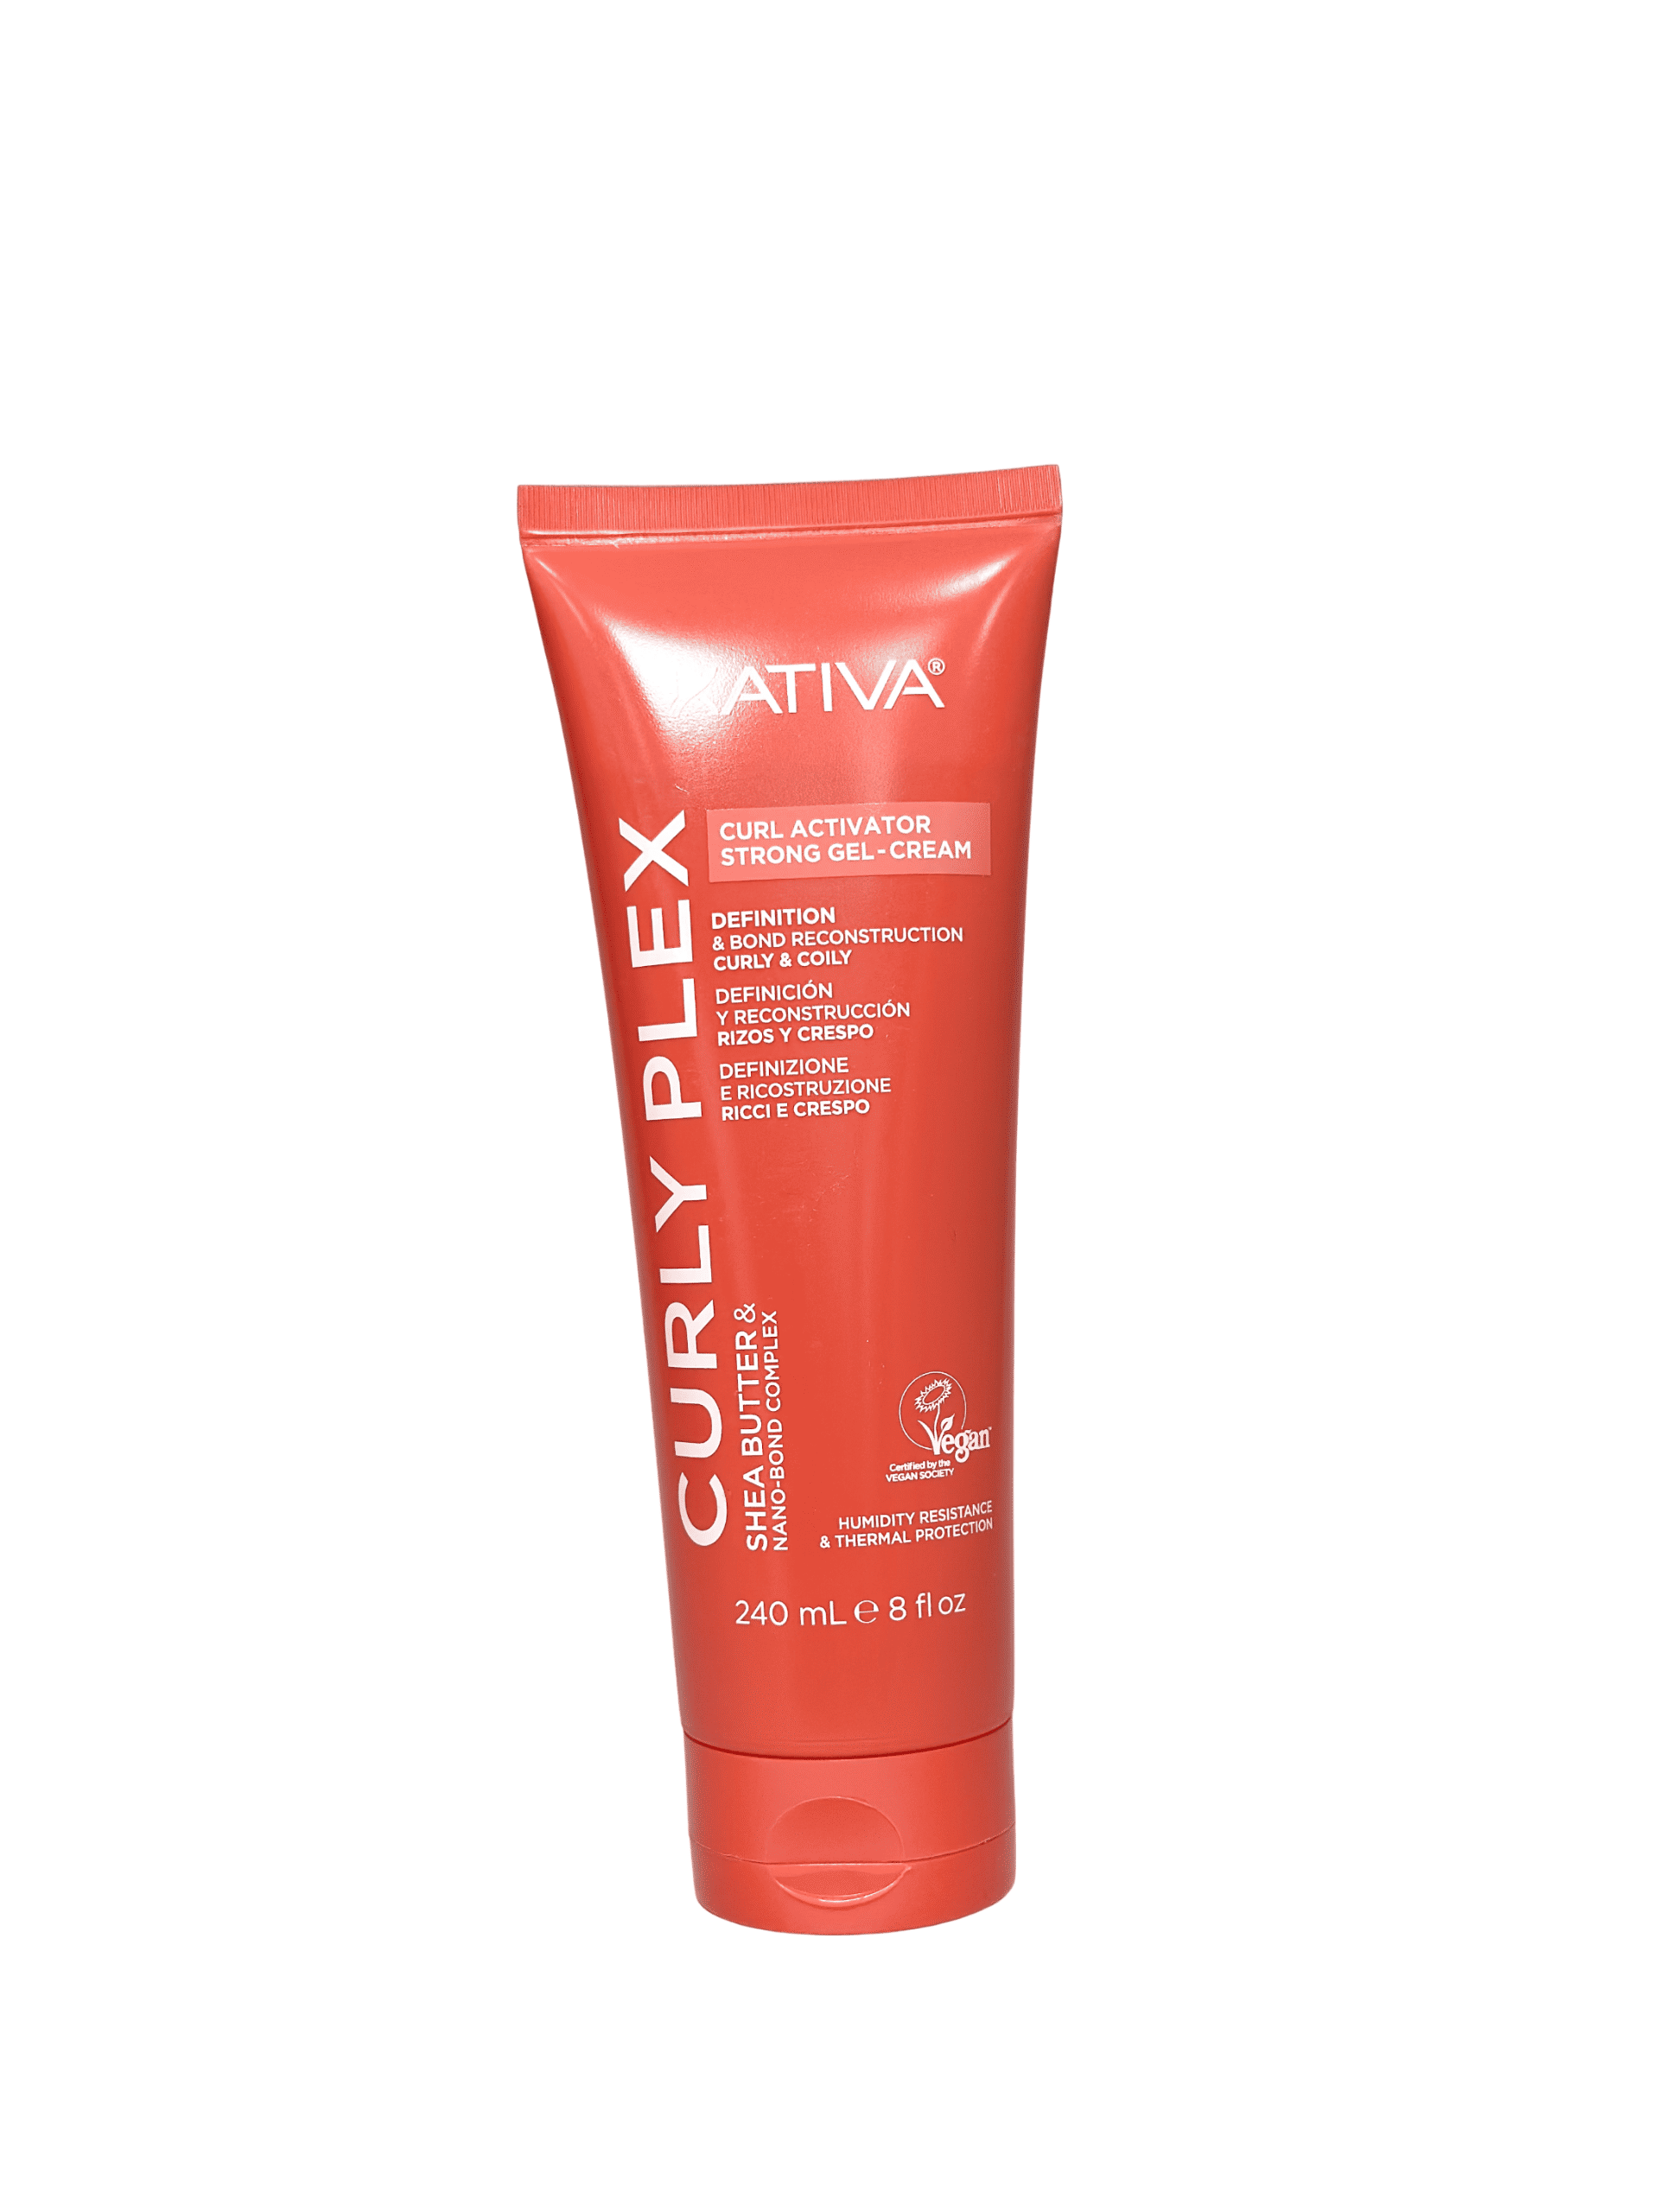 KATIVA®
CURL ACTIVATOR
STRONG GEL-CREAM
DEFINITION
& BOND RECONSTRUCTION
CURLY & COILY
DEFINICIÓN
Y RECONSTRUCCIÓN
RIZOS Y CRESPO
DEFINIZIONE
E RICOSTRUZIONE
RICCI E CRESPO
CURLY PLEX
SHEA BUTTER &
NANO-BOND COMPLEX
Vegan™
Certified by the
VEGAN SOCIETY
HUMIDITY RESISTANCE
& THERMAL PROTECTION
240 mL ℮ 8 fl oz